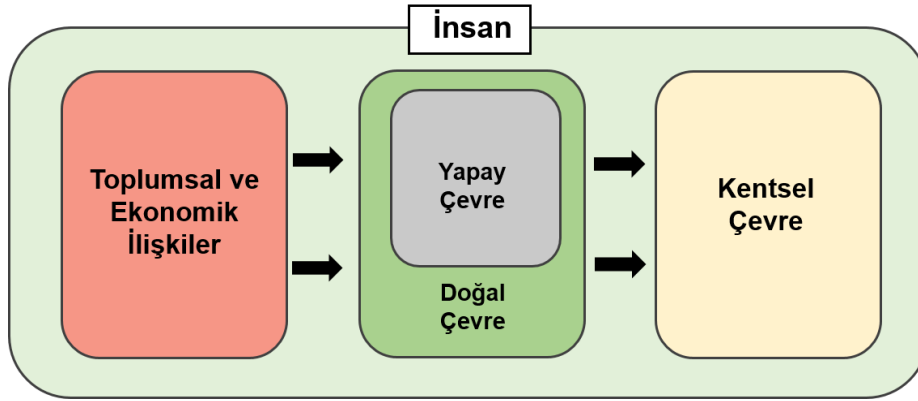 İnsan
Toplumsal ve
Ekonomik
İlişkiler
Yapay
Çevre
Doğal
Çevre
Kentsel
Çevre